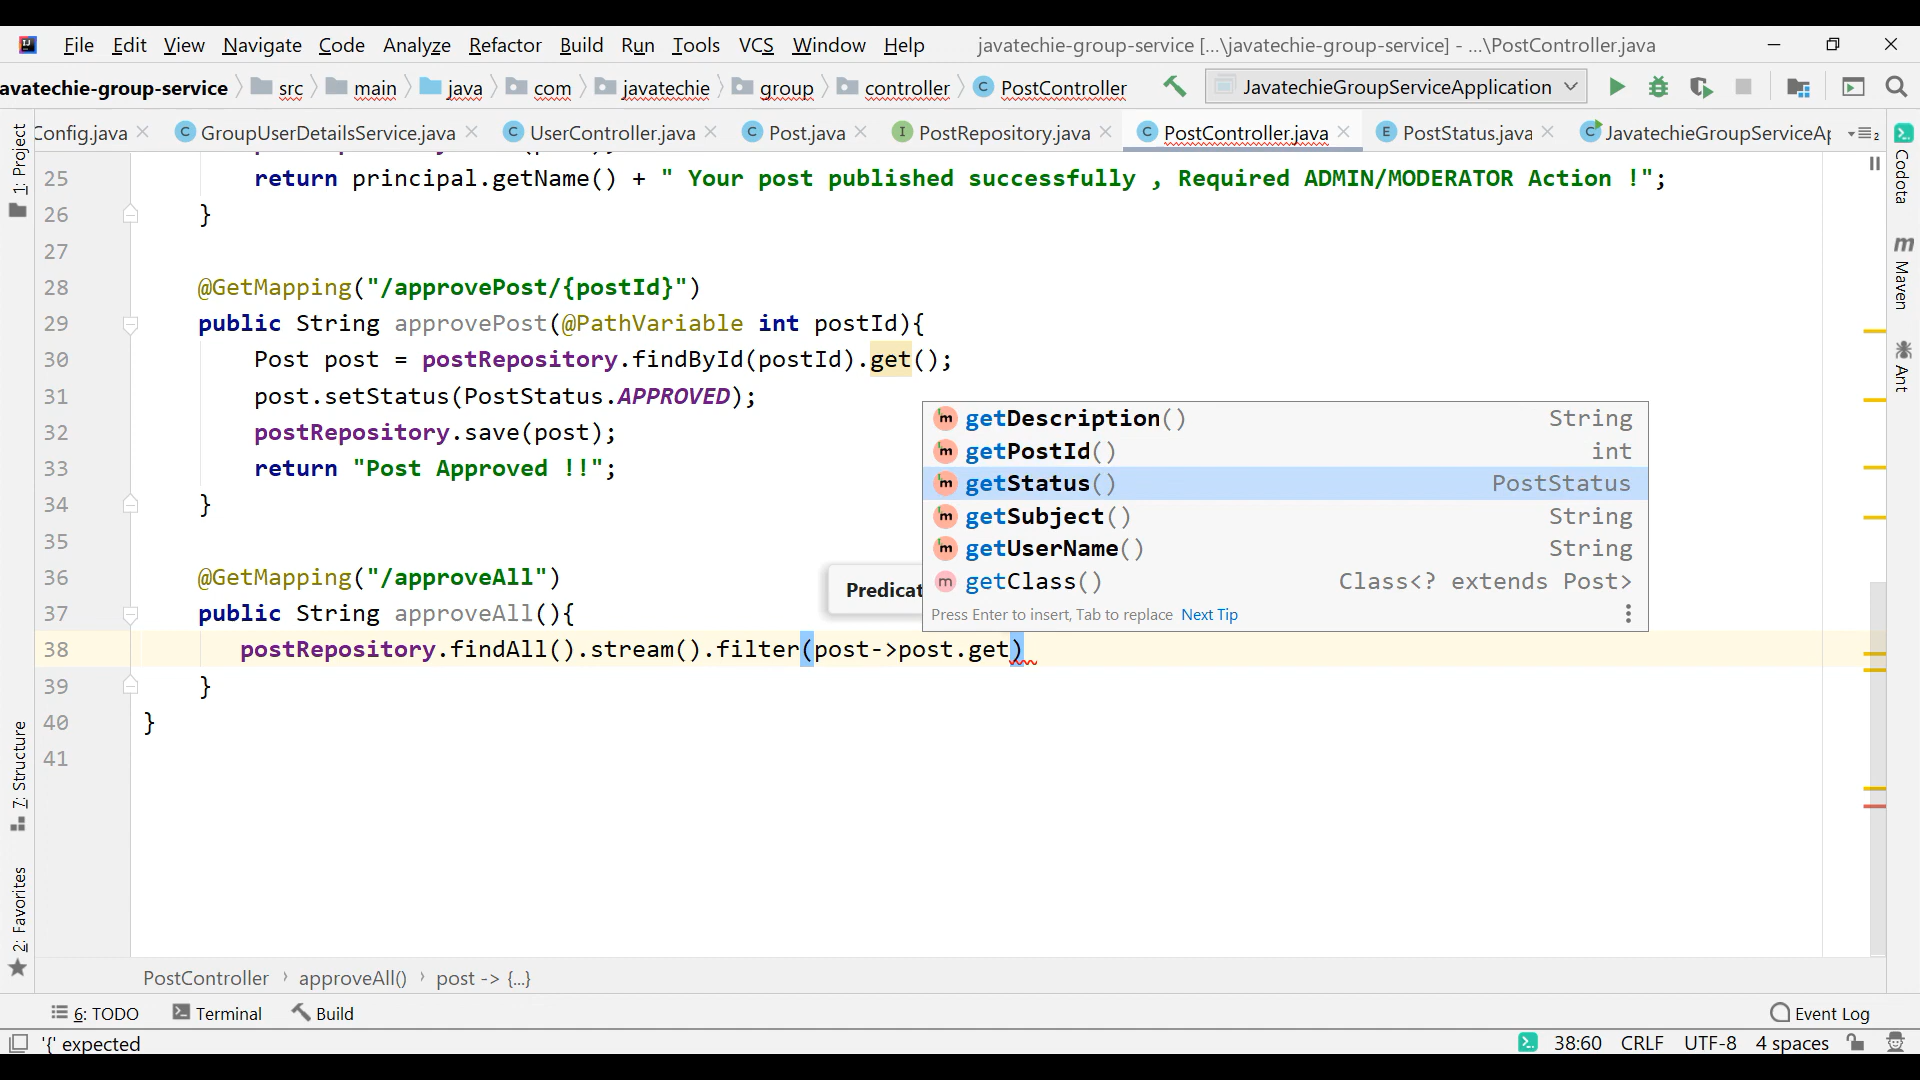 File Edit View Navigate Code Analyze Refactor Build Run Tools VCS Window Help javatechie-group-service [...\javatechie-group-service] - ...\PostController.java
avatechie-group-service src main java com javatechie group controller PostController JavatechieGroupServiceApplication
Config.java GroupUserDetailsService.java UserController.java Post.java PostRepository.java PostController.java PostStatus.java JavatechieGroupServiceAp
25 return principal.getName() + " Your post published successfully , Required ADMIN/MODERATOR Action !";
26 }
27
28 @GetMapping("/approvePost/{postId}")
29 public String approvePost(@PathVariable int postId){
30 Post post = postRepository.findById(postId).get();
31 post.setStatus(PostStatus.APPROVED);
32 postRepository.save(post);
33 return "Post Approved !!";
34 }
35
36 @GetMapping("/approveAll")
37 public String approveAll(){
38 postRepository.findAll().stream().filter(post->post.get)
39 }
40 }
41
getDescription() String
getPostId() int
getStatus() PostStatus
getSubject() String
getUserName() String
getClass() Class<? extends Post>
Press Enter to insert, Tab to replace Next Tip
Predicat
1: Project
7: Structure
2: Favorites
Codota
Maven
Ant
PostController approveAll() post -> {...}
6: TODO Terminal Build Event Log
'{' expected 38:60 CRLF UTF-8 4 spaces